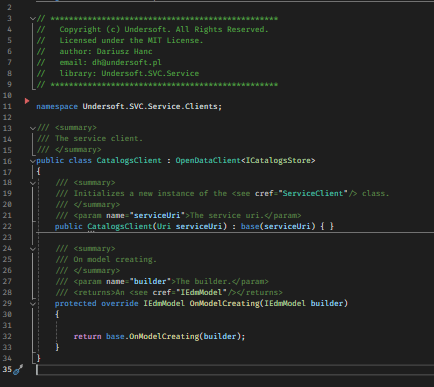 2
3 // ************************************************
4 //   Copyright (c) Undersoft. All Rights Reserved.
5 //   Licensed under the MIT License.
6 //   author: Dariusz Hanc
7 //   email: dh@undersoft.pl
8 //   library: Undersoft.SVC.Service
9 // ************************************************
10
11 namespace Undersoft.SVC.Service.Clients;
12
13 /// <summary>
14 /// The service client.
15 /// </summary>
16 public class CatalogsClient : OpenDataClient<ICatalogsStore>
17 {
18     /// <summary>
19     /// Initializes a new instance of the <see cref="ServiceClient"/> class.
20     /// </summary>
21     /// <param name="serviceUri">The service uri.</param>
22     public CatalogsClient(Uri serviceUri) : base(serviceUri) { }
23
24     /// <summary>
25     /// On model creating.
26     /// </summary>
27     /// <param name="builder">The builder.</param>
28     /// <returns>An <see cref="IEdmModel"/></returns>
29     protected override IEdmModel OnModelCreating(IEdmModel builder)
30     {
31
32         return base.OnModelCreating(builder);
33     }
34 }
35